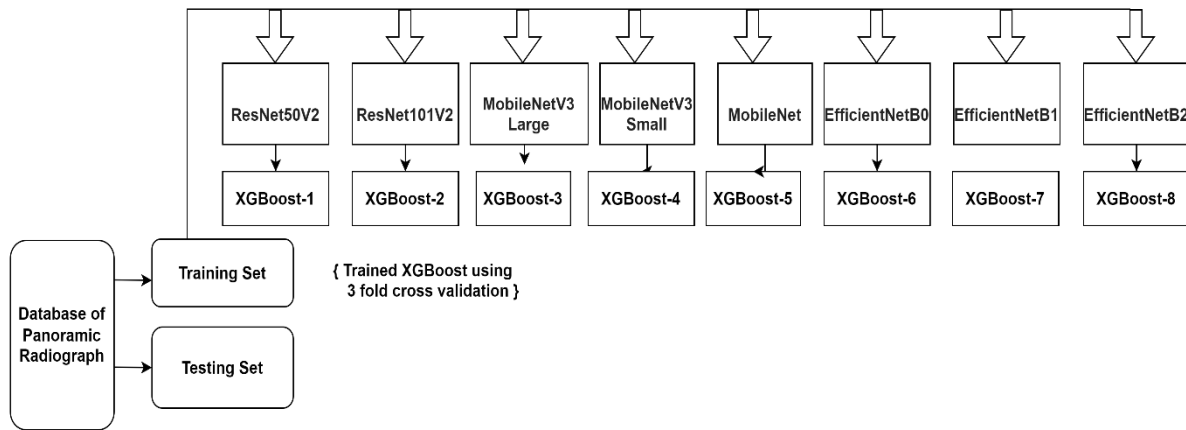 ResNet50V2
ResNet101V2
MobileNetV3
Large
MobileNetV3
Small
MobileNet
EfficientNetB0
EfficientNetB1
EfficientNetB2
XGBoost-1
XGBoost-2
XGBoost-3
XGBoost-4
XGBoost-5
XGBoost-6
XGBoost-7
XGBoost-8
Database of
Panoramic
Radiograph
Training Set
{ Trained XGBoost using
3 fold cross validation }
Testing Set